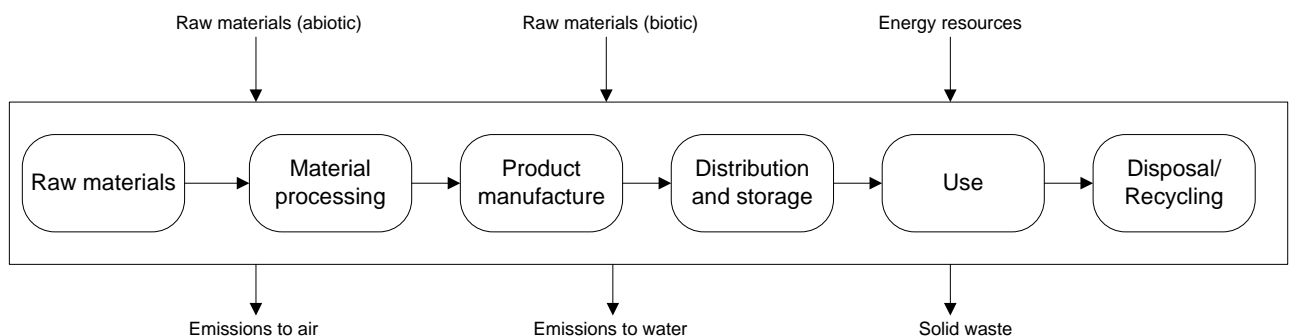 Raw materials (abiotic)
Raw materials (biotic)
Energy resources
Raw materials
Material
processing
Product
manufacture
Distribution
and storage
Use
Disposal/
Recycling
Emissions to air
Emissions to water
Solid waste